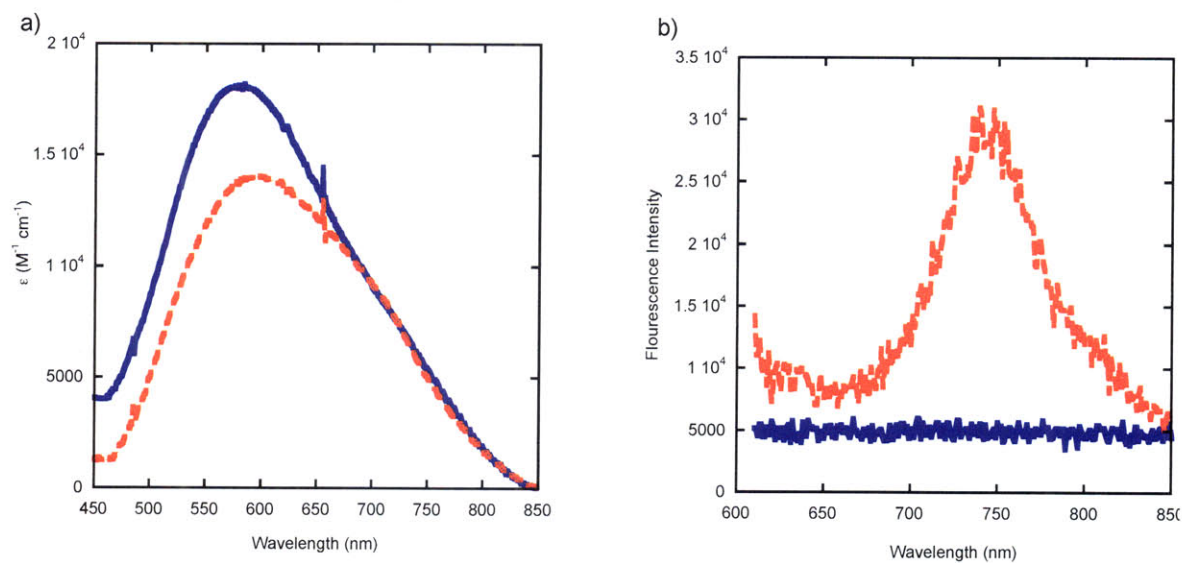 a)
2 10⁴
1.5 10⁴
1 10⁴
5000
0
ε (M⁻¹ cm⁻¹)
450 500 550 600 650 700 750 800 850
Wavelength (nm)
b)
3.5 10⁴
3 10⁴
2.5 10⁴
2 10⁴
1.5 10⁴
1 10⁴
5000
0
Flourescence Intensity
600 650 700 750 800 850
Wavelength (nm)